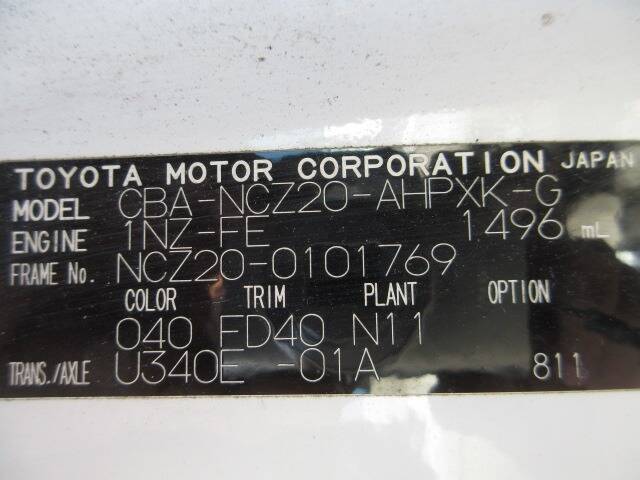 TOYOTA MOTOR CORPORATION JAPAN
MODEL CBA-NCZ20-AHPXK-G
ENGINE 1NZ-FE 1496 mL
FRAME No. NCZ20-0101769
COLOR TRIM PLANT OPTION
040 FD40 N11
TRANS./AXLE U340E -01A 811